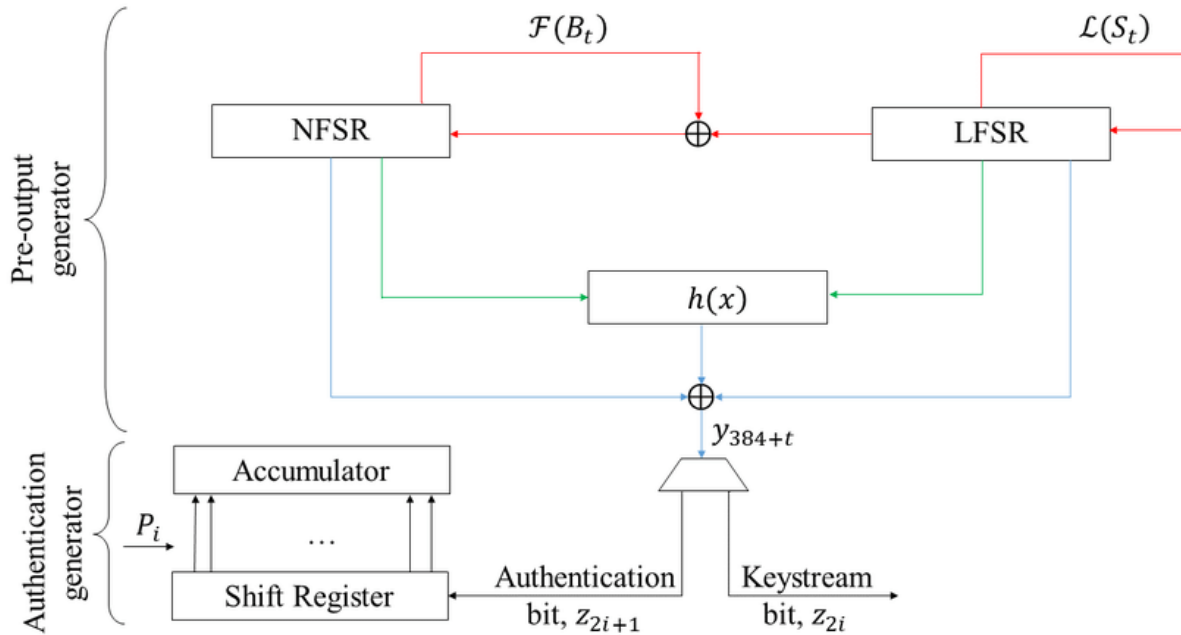 Pre-output
generator
ℱ(B_t)
ℒ(S_t)
NFSR
LFSR
h(x)
y_{384+t}
Authentication
generator
Accumulator
P_i
...
Shift Register
Authentication
bit, z_{2i+1}
Keystream
bit, z_{2i}